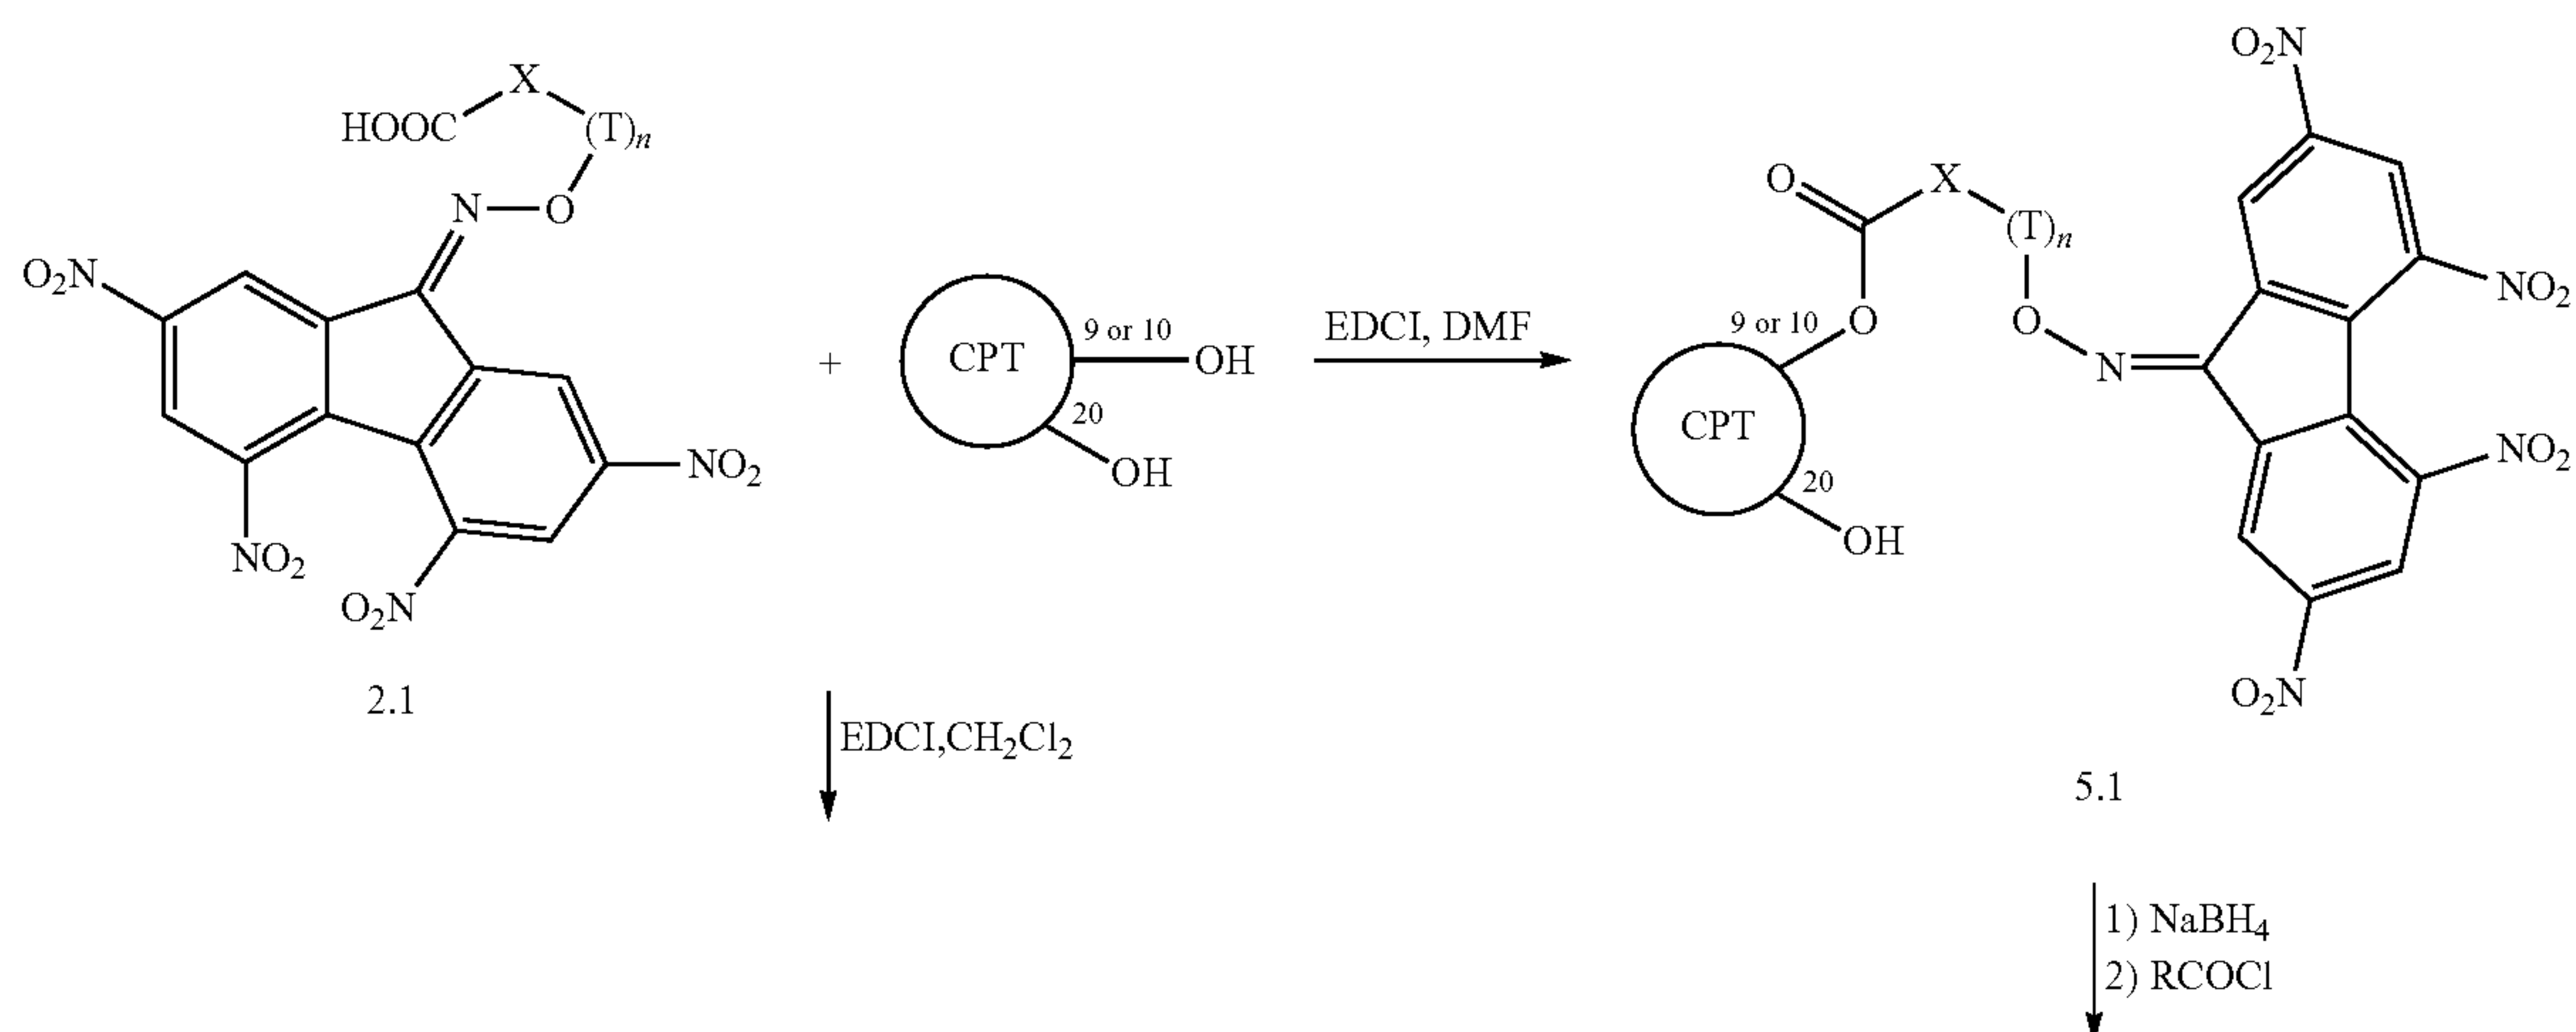 HOOC X (T)n
N O
O₂N
NO₂
O₂N
NO₂
2.1
+
CPT
9 or 10
OH
20
OH
EDCI, DMF
EDCI,CH₂Cl₂
O₂N
NO₂
O X (T)n
9 or 10 O
O
N
CPT
20
OH
NO₂
O₂N
5.1
1) NaBH₄
2) RCOCl